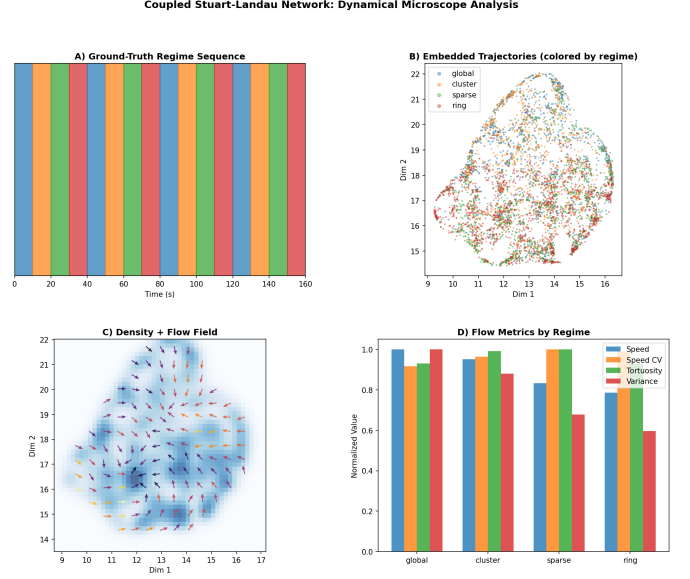 Coupled Stuart-Landau Network: Dynamical Microscope Analysis
A) Ground-Truth Regime Sequence
0 20 40 60 80 100 120 140 160
Time (s)
B) Embedded Trajectories (colored by regime)
global
cluster
sparse
ring
22
21
20
19
18
17
16
15
Dim 2
9 10 11 12 13 14 15 16
Dim 1
C) Density + Flow Field
22
21
20
19
18
17
16
15
14
Dim 2
9 10 11 12 13 14 15 16 17
Dim 1
D) Flow Metrics by Regime
Speed
Speed CV
Tortuosity
Variance
1.0
0.8
0.6
0.4
0.2
0.0
Normalized Value
global cluster sparse ring